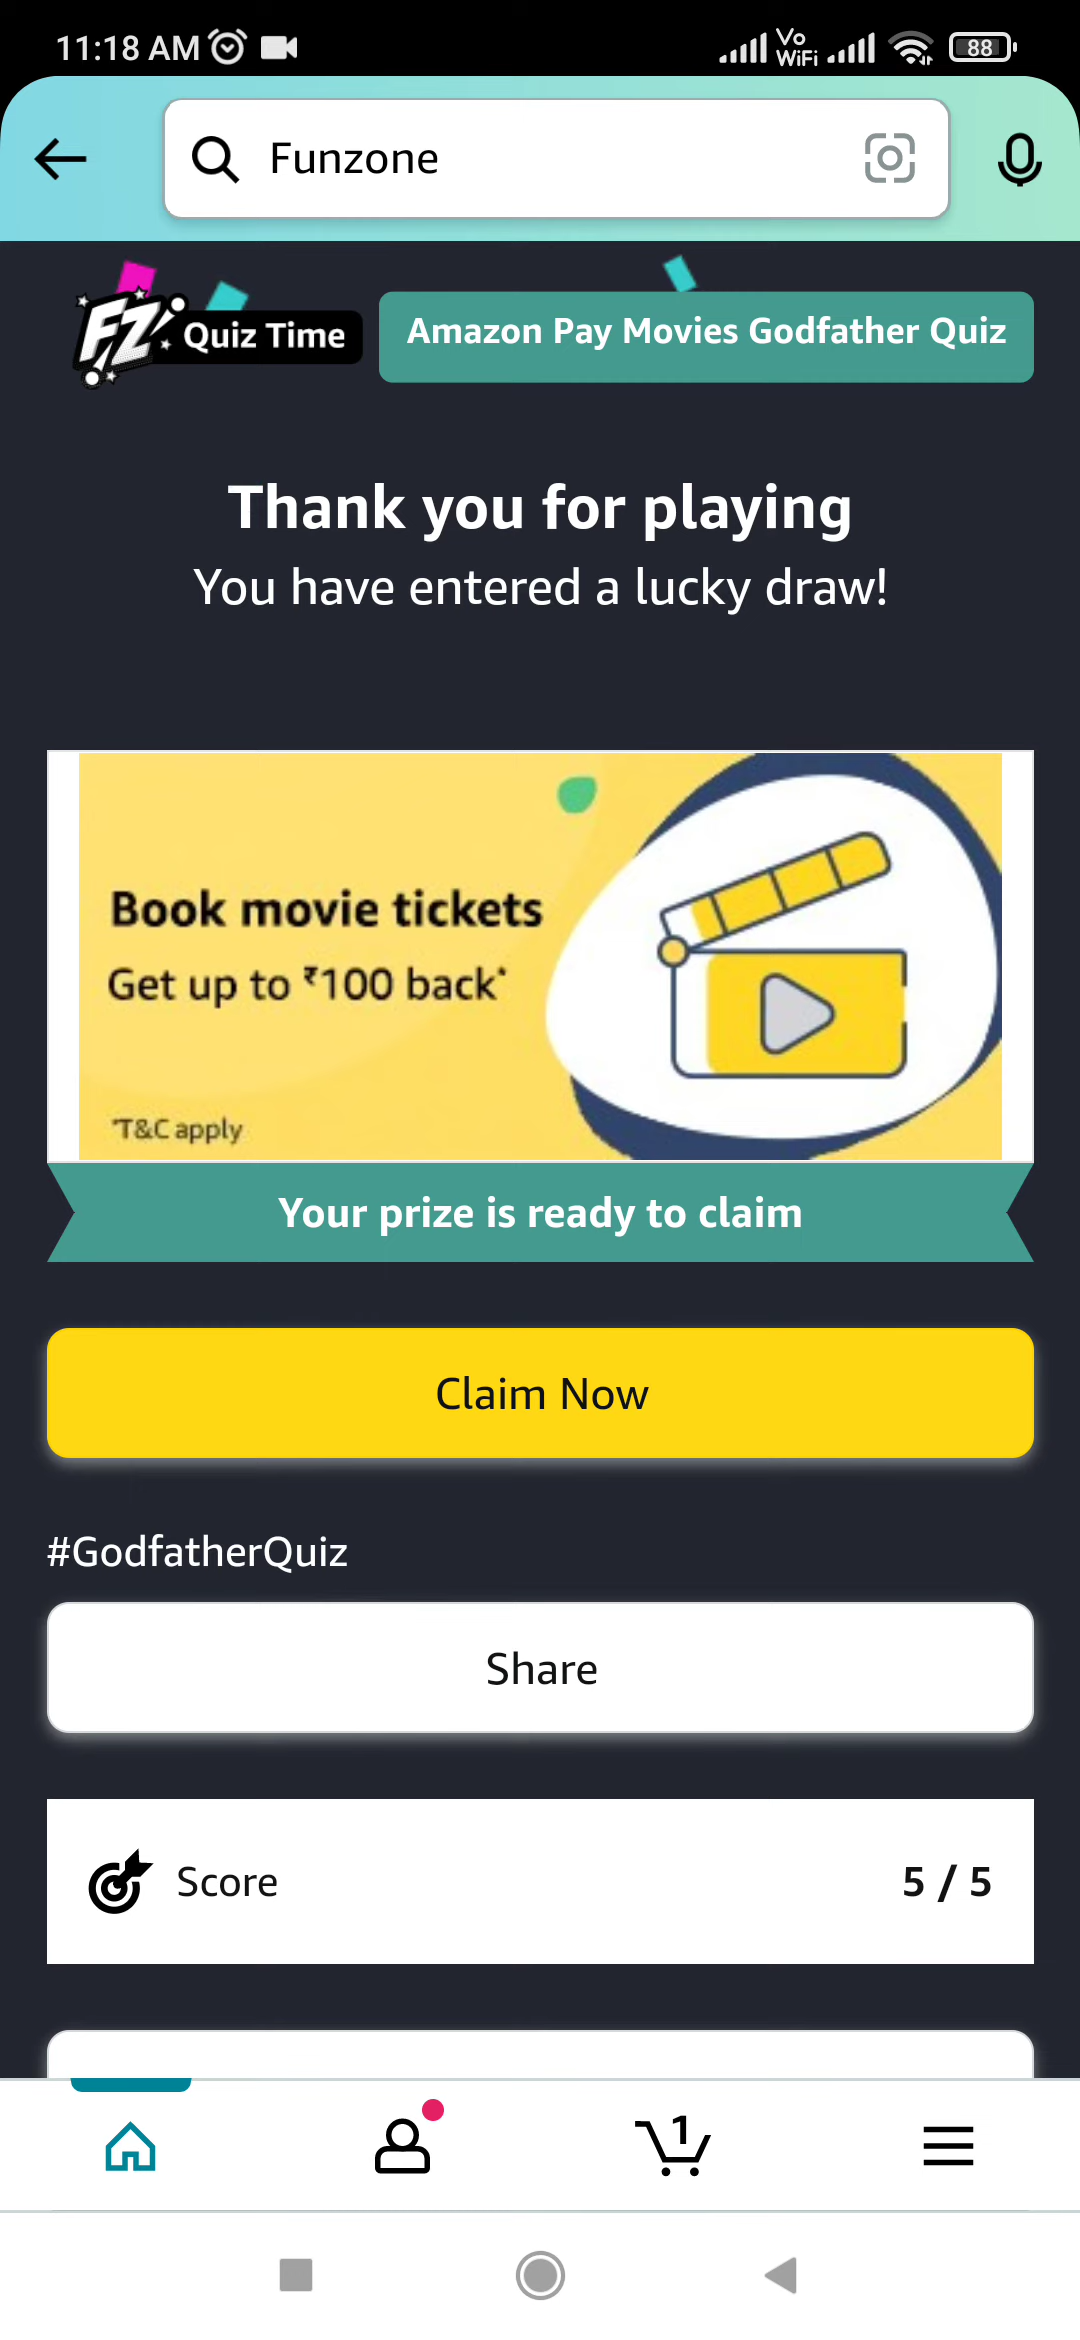 11:18 AM
Vo
WiFi
88
Funzone
FZ Quiz Time
Amazon Pay Movies Godfather Quiz
Thank you for playing
You have entered a lucky draw!
Book movie tickets
Get up to ₹100 back*
*T&C apply
Your prize is ready to claim
Claim Now
#GodfatherQuiz
Share
Score 5 / 5
1